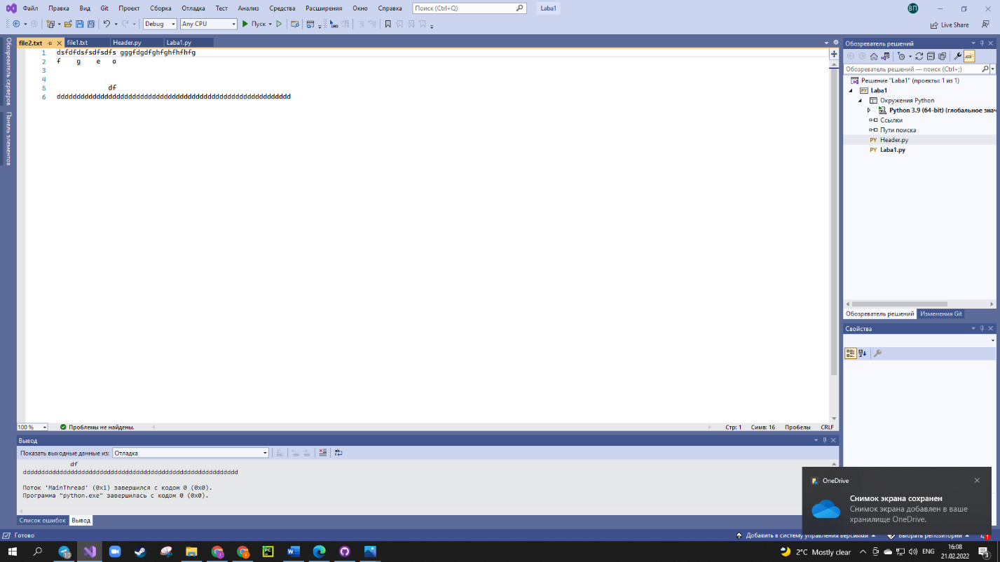 Файл Правка Вид Git Проект Сборка Отладка Тест Анализ Средства Расширения Окно Справка Поиск (Ctrl+Q) Laba1 ВП
Debug Any CPU Пуск Live Share
Обозреватель серверов
Панель элементов
file2.txt file1.txt Header.py Laba1.py
1 dsfdfdsfsdfsdfs gggfdgdfghfghfhfhfg
2 f g e o
3
4
5 df
6 ddddddddddddddddddddddddddddddddddddddddddddddddddddddddddd
100 % Проблемы не найдены. Стр: 1 Симв: 16 Пробелы CRLF
Вывод
Показать выходные данные из: Отладка
df
ddddddddddddddddddddddddddddddddddddddddddddddddddddddddddd
Поток 'MainThread' (0x1) завершился с кодом 0 (0x0).
Программа "python.exe" завершилась с кодом 0 (0x0).
Список ошибок Вывод
Обозреватель решений
Обозреватель решений — поиск (Ctrl+;)
Решение "Laba1" (проекты: 1 из 1)
Laba1
Окружения Python
Python 3.9 (64-bit) (глобальное знач
Ссылки
Пути поиска
PY Header.py
PY Laba1.py
Обозреватель решений Изменения Git
Свойства
OneDrive
Снимок экрана сохранен
Снимок экрана добавлен в ваше
хранилище OneDrive.
Готово Добавить в систему управления версиями Выбрать репозиторий 1
2°C Mostly clear ENG 16:08
21.02.2022 3